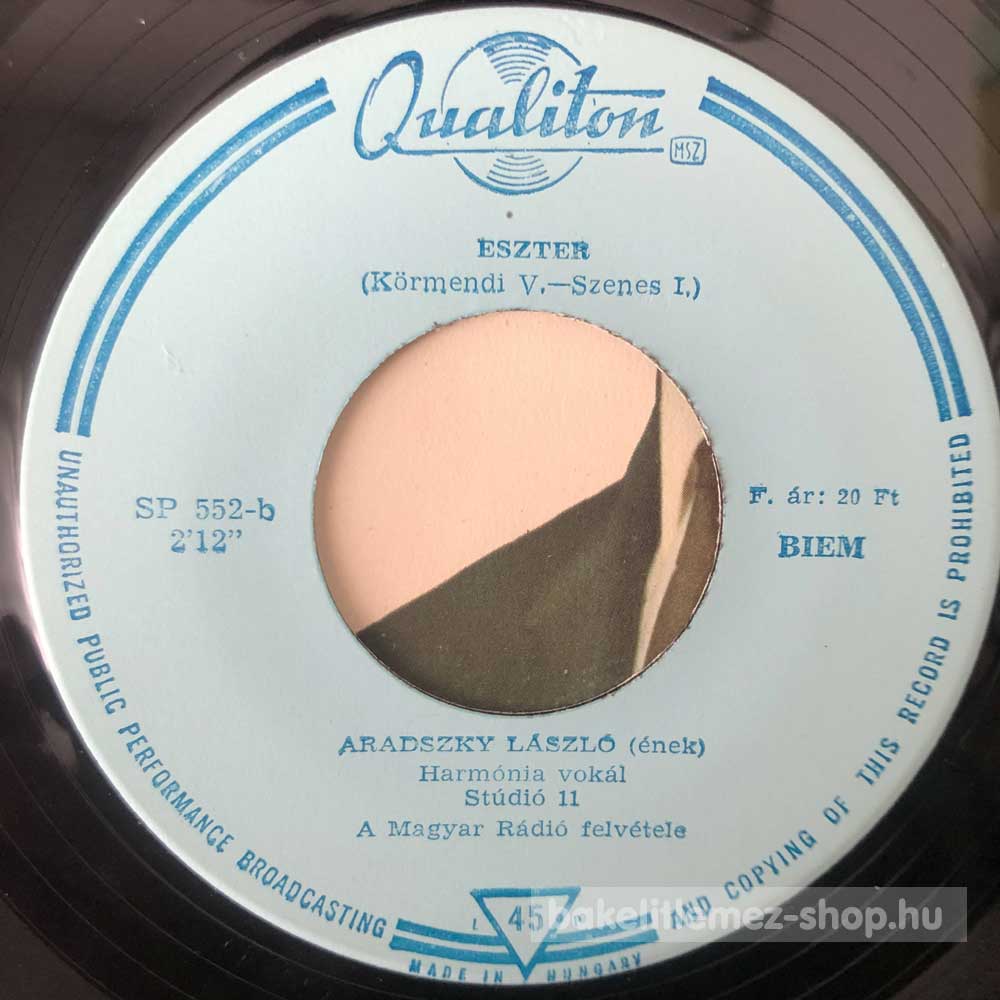 Qualiton
MSZ
ESZTER
(Körmendi V.—Szenes I.)
SP 552-b
2'12"
F. ár: 20 Ft
BIEM
ARADSZKY LÁSZLÓ (ének)
Harmónia vokál
Stúdió 11
A Magyar Rádió felvétele
UNAUTHORIZED PUBLIC PERFORMANCE BROADCASTING AND COPYING OF THIS RECORD IS PROHIBITED
L 45
MADE IN HUNGARY
bakelitlemez-shop.hu